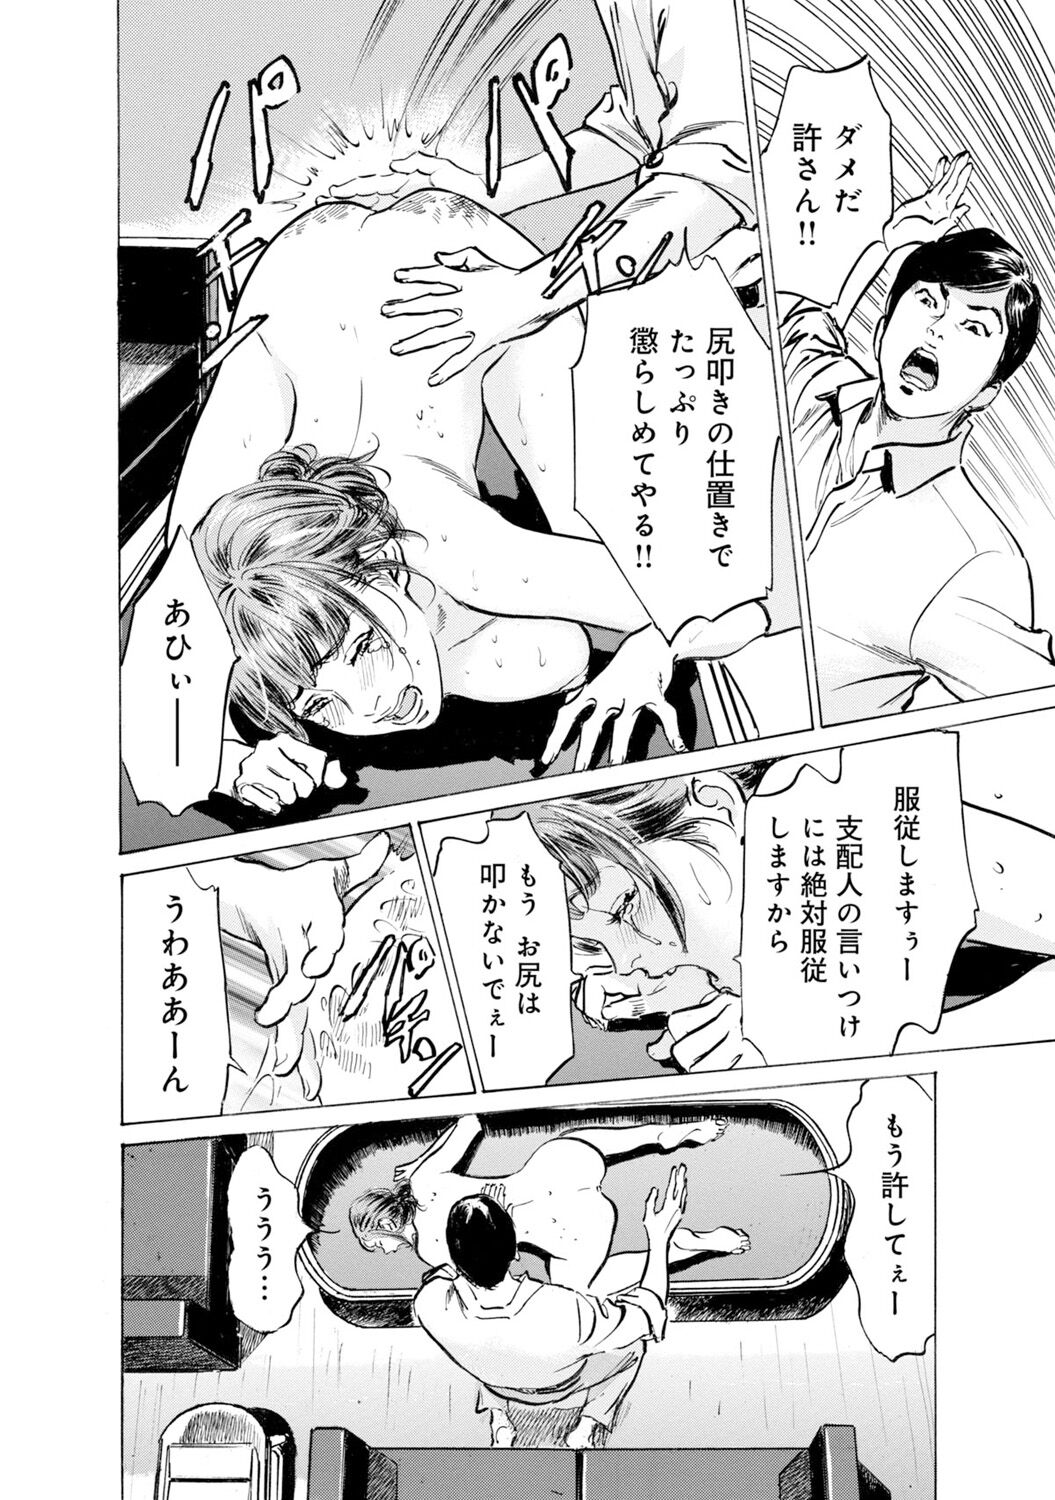 ダメだ
許さん!!
尻叩きの仕置きで
たっぷり
懲らしめてやる!!
パン
パン
あひぃ――
服従しますぅー
支配人の言いつけ
には絶対服従
しますから
もう お尻は
叩かないでぇー
うわああーん
もう許してぇー
ううう…